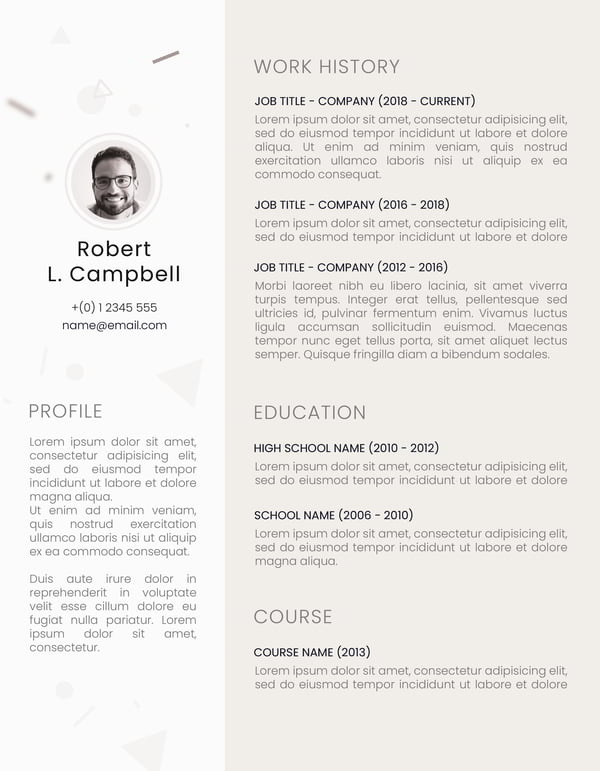 Robert
L. Campbell
+(0) 1 2345 555
name@email.com
PROFILE
Lorem ipsum dolor sit amet,
consectetur adipisicing elit,
sed do eiusmod tempor
incididunt ut labore et dolore
magna aliqua.
Ut enim ad minim veniam,
quis nostrud exercitation
ullamco laboris nisi ut aliquip
ex ea commodo consequat.
Duis aute irure dolor in
reprehenderit in voluptate
velit esse cillum dolore eu
fugiat nulla pariatur. Lorem
ipsum dolor sit amet,
consectetur.
WORK HISTORY
JOB TITLE - COMPANY (2018 - CURRENT)
Lorem ipsum dolor sit amet, consectetur adipisicing elit,
sed do eiusmod tempor incididunt ut labore et dolore
aliqua. Ut enim ad minim veniam, quis nostrud
exercitation ullamco laboris nisi ut aliquip ex ea
commodo consequat.
JOB TITLE - COMPANY (2016 - 2018)
Lorem ipsum dolor sit amet, consectetur adipisicing elit,
sed do eiusmod tempor incididunt ut labore et dolore
JOB TITLE - COMPANY (2012 - 2016)
Morbi laoreet nibh eu libero lacinia, sit amet viverra
turpis tempus. Integer erat tellus, pellentesque sed
ultricies id, pulvinar fermentum enim. Vivamus luctus
ligula accumsan sollicitudin euismod. Maecenas
tempor nunc eget tellus porta, sit amet aliquet lectus
semper. Quisque fringilla diam a bibendum sodales.
EDUCATION
HIGH SCHOOL NAME (2010 - 2012)
Lorem ipsum dolor sit amet, consectetur adipisicing elit,
sed do eiusmod tempor incididunt ut labore et dolore
SCHOOL NAME (2006 - 2010)
Lorem ipsum dolor sit amet, consectetur adipisicing elit,
sed do eiusmod tempor incididunt ut labore et dolore
magna aliqua.
COURSE
COURSE NAME (2013)
Lorem ipsum dolor sit amet, consectetur adipisicing elit,
sed do eiusmod tempor incididunt ut labore et dolore